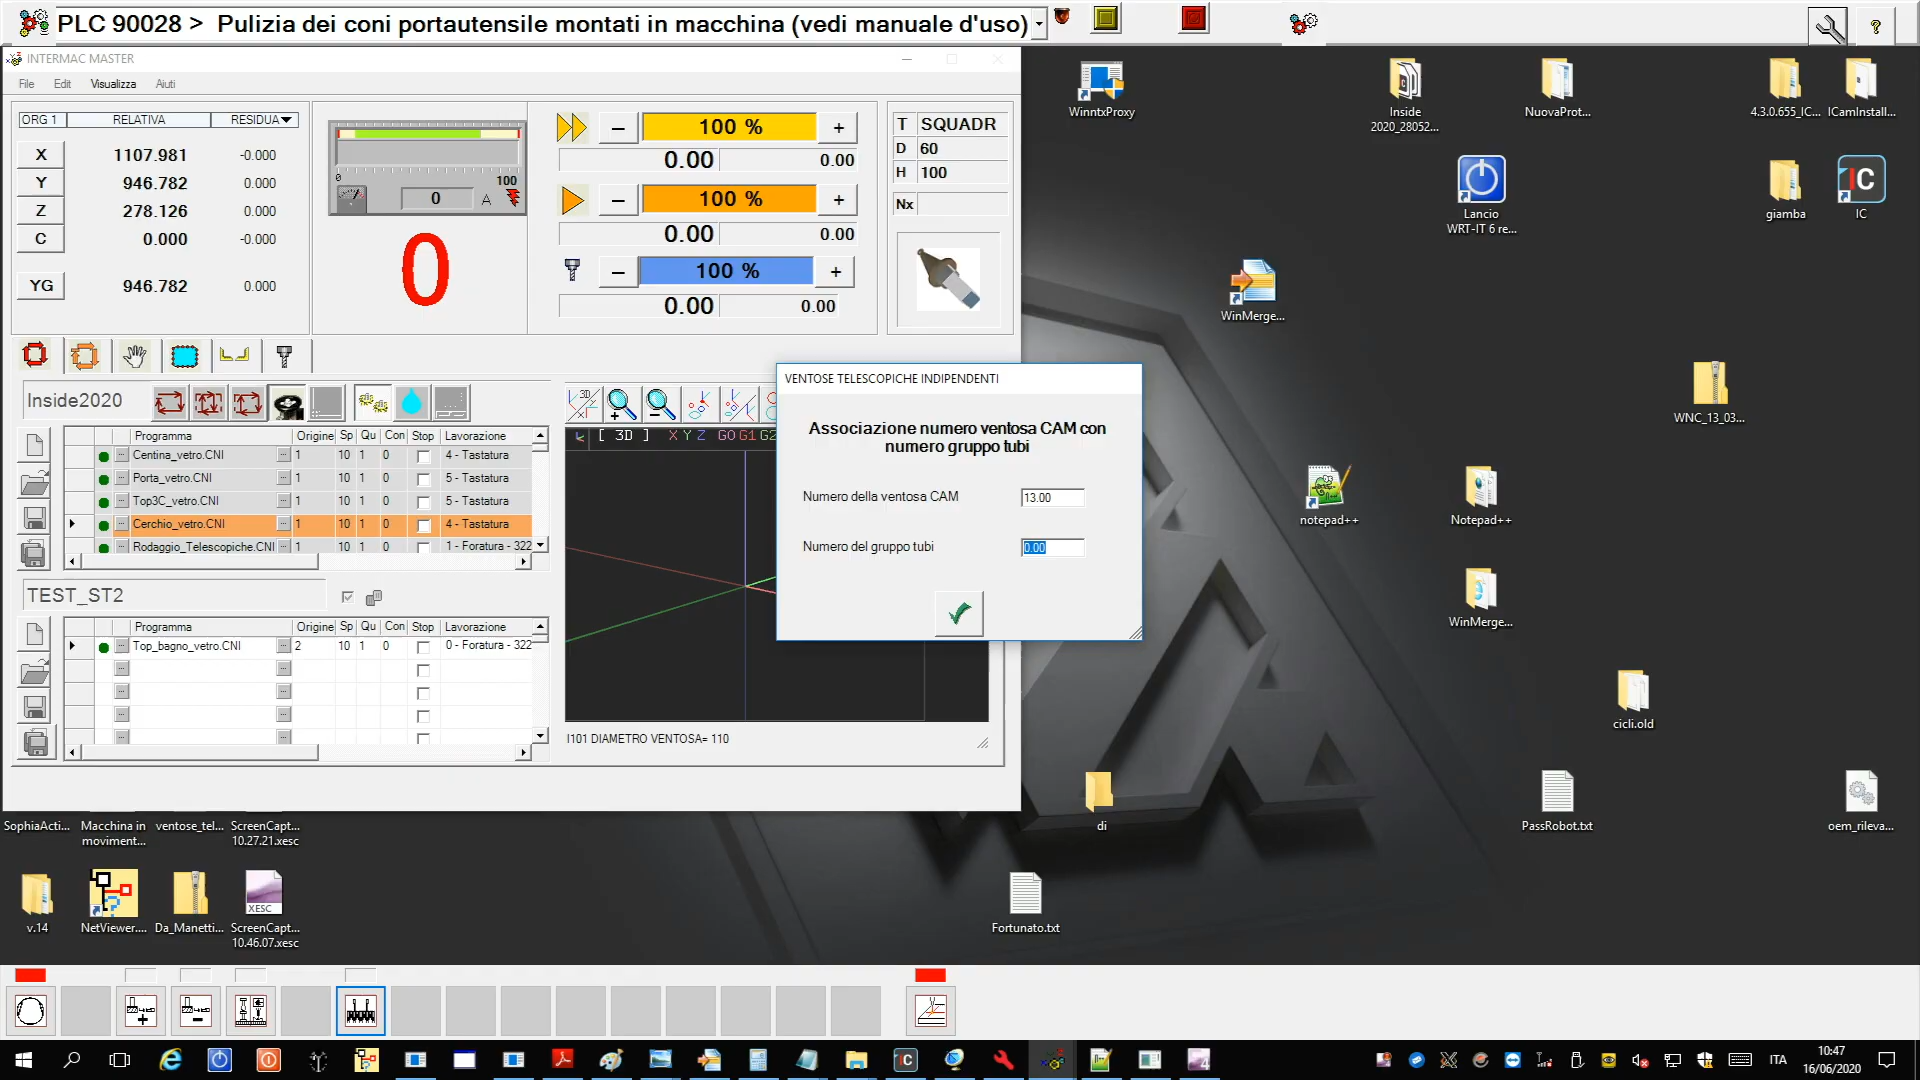 PLC 90028 > Pulizia dei coni portautensile montati in macchina (vedi manuale d'uso)
INTERMAC MASTER
File Edit Visualizza Aiuti
ORG 1 RELATIVA RESIDUA
X 1107.981 -0.000
Y 946.782 0.000
Z 278.126 0.000
C 0.000 -0.000
YG 946.782 0.000
0 100
0 A
0
– 100 % +
0.00 0.00
– 100 % +
0.00 0.00
– 100 % +
0.00 0.00
T SQUADR
D 60
H 100
Nx
Inside2020
Programma Origine Sp Qu Con Stop Lavorazione
Centina_vetro.CNI 1 10 1 0 4 - Tastatura
Porta_vetro.CNI 1 10 1 0 5 - Tastatura
Top3C_vetro.CNI 1 10 1 0 5 - Tastatura
Cerchio_vetro.CNI 1 10 1 0 4 - Tastatura
Rodaggio_Telescopiche.CNI 1 10 1 0 1 - Foratura - 322
TEST_ST2
Programma Origine Sp Qu Con Stop Lavorazione
Top_bagno_vetro.CNI 2 10 1 0 0 - Foratura - 322
3D
[ 3D ] X Y Z G0 G1 G2
I101 DIAMETRO VENTOSA= 110
VENTOSE TELESCOPICHE INDIPENDENTI
Associazione numero ventosa CAM con
numero gruppo tubi
Numero della ventosa CAM 13.00
Numero del gruppo tubi 0.00
WinntxProxy
Inside
2020_28052...
NuovaProt...
4.3.0.655_IC...
ICamInstall...
Lancio
WRT-IT 6 re...
giamba
IC
IC
WinMerge...
WNC_13_03...
notepad++
Notepad++
WinMerge...
cicli.old
di
PassRobot.txt
oem_rileva...
Fortunato.txt
SophiaActi...
Macchina in
moviment...
ventose_tel...
ScreenCapt...
10.27.21.xesc
v.14
NetViewer....
Da_Manetti...
XESC
ScreenCapt...
10.46.07.xesc
ITA
10:47
16/06/2020